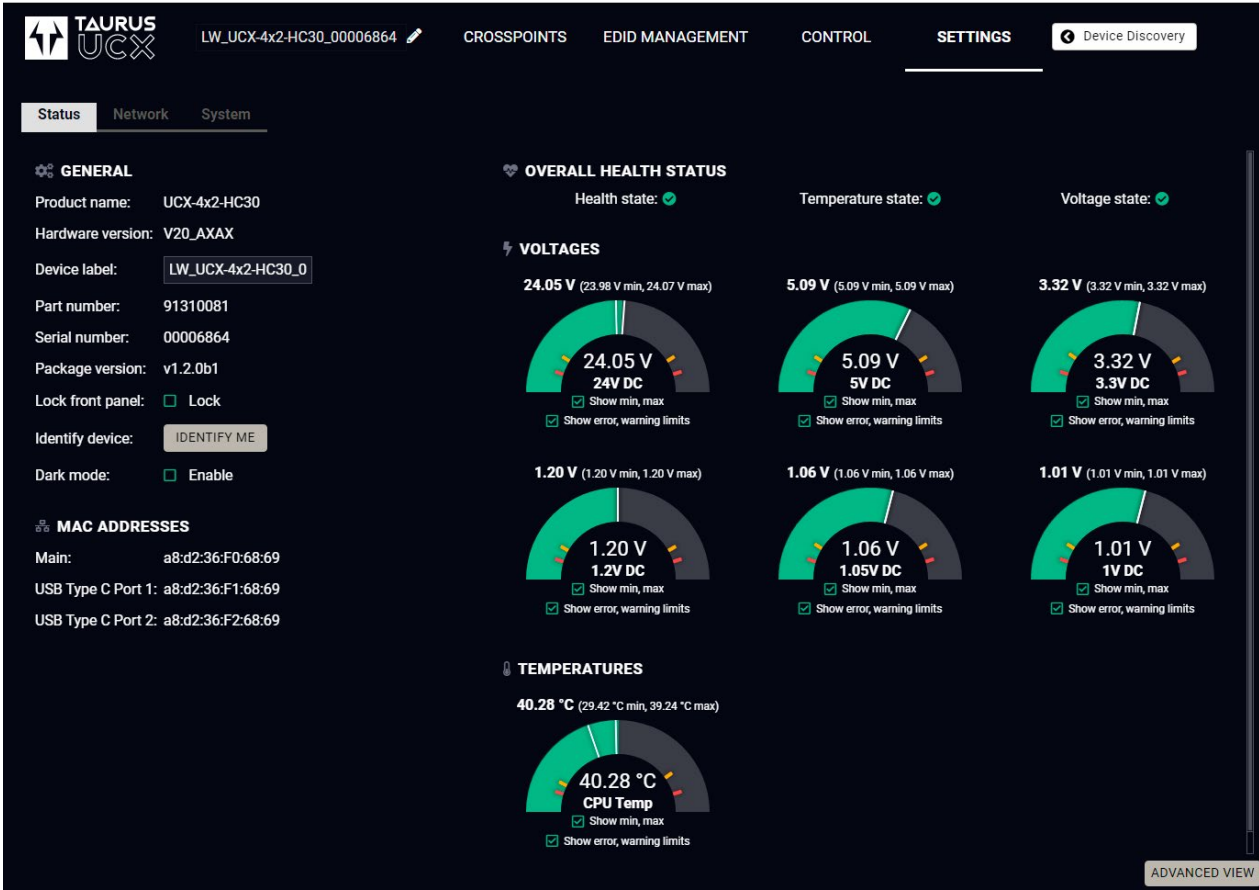 TAURUS UCX
LW_UCX-4x2-HC30_00006864 CROSSPOINTS EDID MANAGEMENT CONTROL SETTINGS Device Discovery
Status Network System
GENERAL
Product name: UCX-4x2-HC30
Hardware version: V20_AXAX
Device label: LW_UCX-4x2-HC30_0
Part number: 91310081
Serial number: 00006864
Package version: v1.2.0b1
Lock front panel: Lock
Identify device: IDENTIFY ME
Dark mode: Enable
MAC ADDRESSES
Main: a8:d2:36:F0:68:69
USB Type C Port 1: a8:d2:36:F1:68:69
USB Type C Port 2: a8:d2:36:F2:68:69
OVERALL HEALTH STATUS
Health state: Temperature state: Voltage state:
VOLTAGES
24.05 V (23.98 V min, 24.07 V max)
24.05 V
24V DC
Show min, max
Show error, warning limits
5.09 V (5.09 V min, 5.09 V max)
5.09 V
5V DC
Show min, max
Show error, warning limits
3.32 V (3.32 V min, 3.32 V max)
3.32 V
3.3V DC
Show min, max
Show error, warning limits
1.20 V (1.20 V min, 1.20 V max)
1.20 V
1.2V DC
Show min, max
Show error, warning limits
1.06 V (1.06 V min, 1.06 V max)
1.06 V
1.05V DC
Show min, max
Show error, warning limits
1.01 V (1.01 V min, 1.01 V max)
1.01 V
1V DC
Show min, max
Show error, warning limits
TEMPERATURES
40.28 °C (29.42 °C min, 39.24 °C max)
40.28 °C
CPU Temp
Show min, max
Show error, warning limits
ADVANCED VIEW